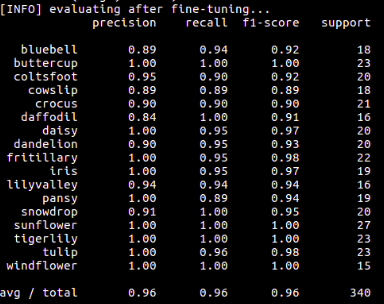 [INFO] evaluating after fine-tuning...
precision recall f1-score support
bluebell 0.89 0.94 0.92 18
buttercup 1.00 1.00 1.00 23
coltsfoot 0.95 0.90 0.92 20
cowslip 0.89 0.89 0.89 18
crocus 0.90 0.90 0.90 21
daffodil 0.84 1.00 0.91 16
daisy 1.00 0.95 0.97 20
dandelion 0.90 0.95 0.93 20
fritillary 1.00 0.95 0.98 22
iris 1.00 0.95 0.97 19
lilyvalley 0.94 0.94 0.94 16
pansy 1.00 0.89 0.94 19
snowdrop 0.91 1.00 0.95 20
sunflower 1.00 1.00 1.00 27
tigerlily 1.00 1.00 1.00 23
tulip 1.00 0.96 0.98 23
windflower 1.00 1.00 1.00 15
avg / total 0.96 0.96 0.96 340